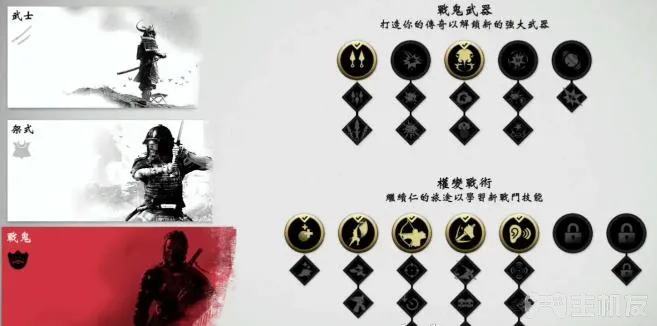 武士
架式
戰鬼
戰鬼武器
打造你的傳奇以解鎖新的強大武器
權變戰術
繼續仁的旅途以學習新戰鬥技能
主机友